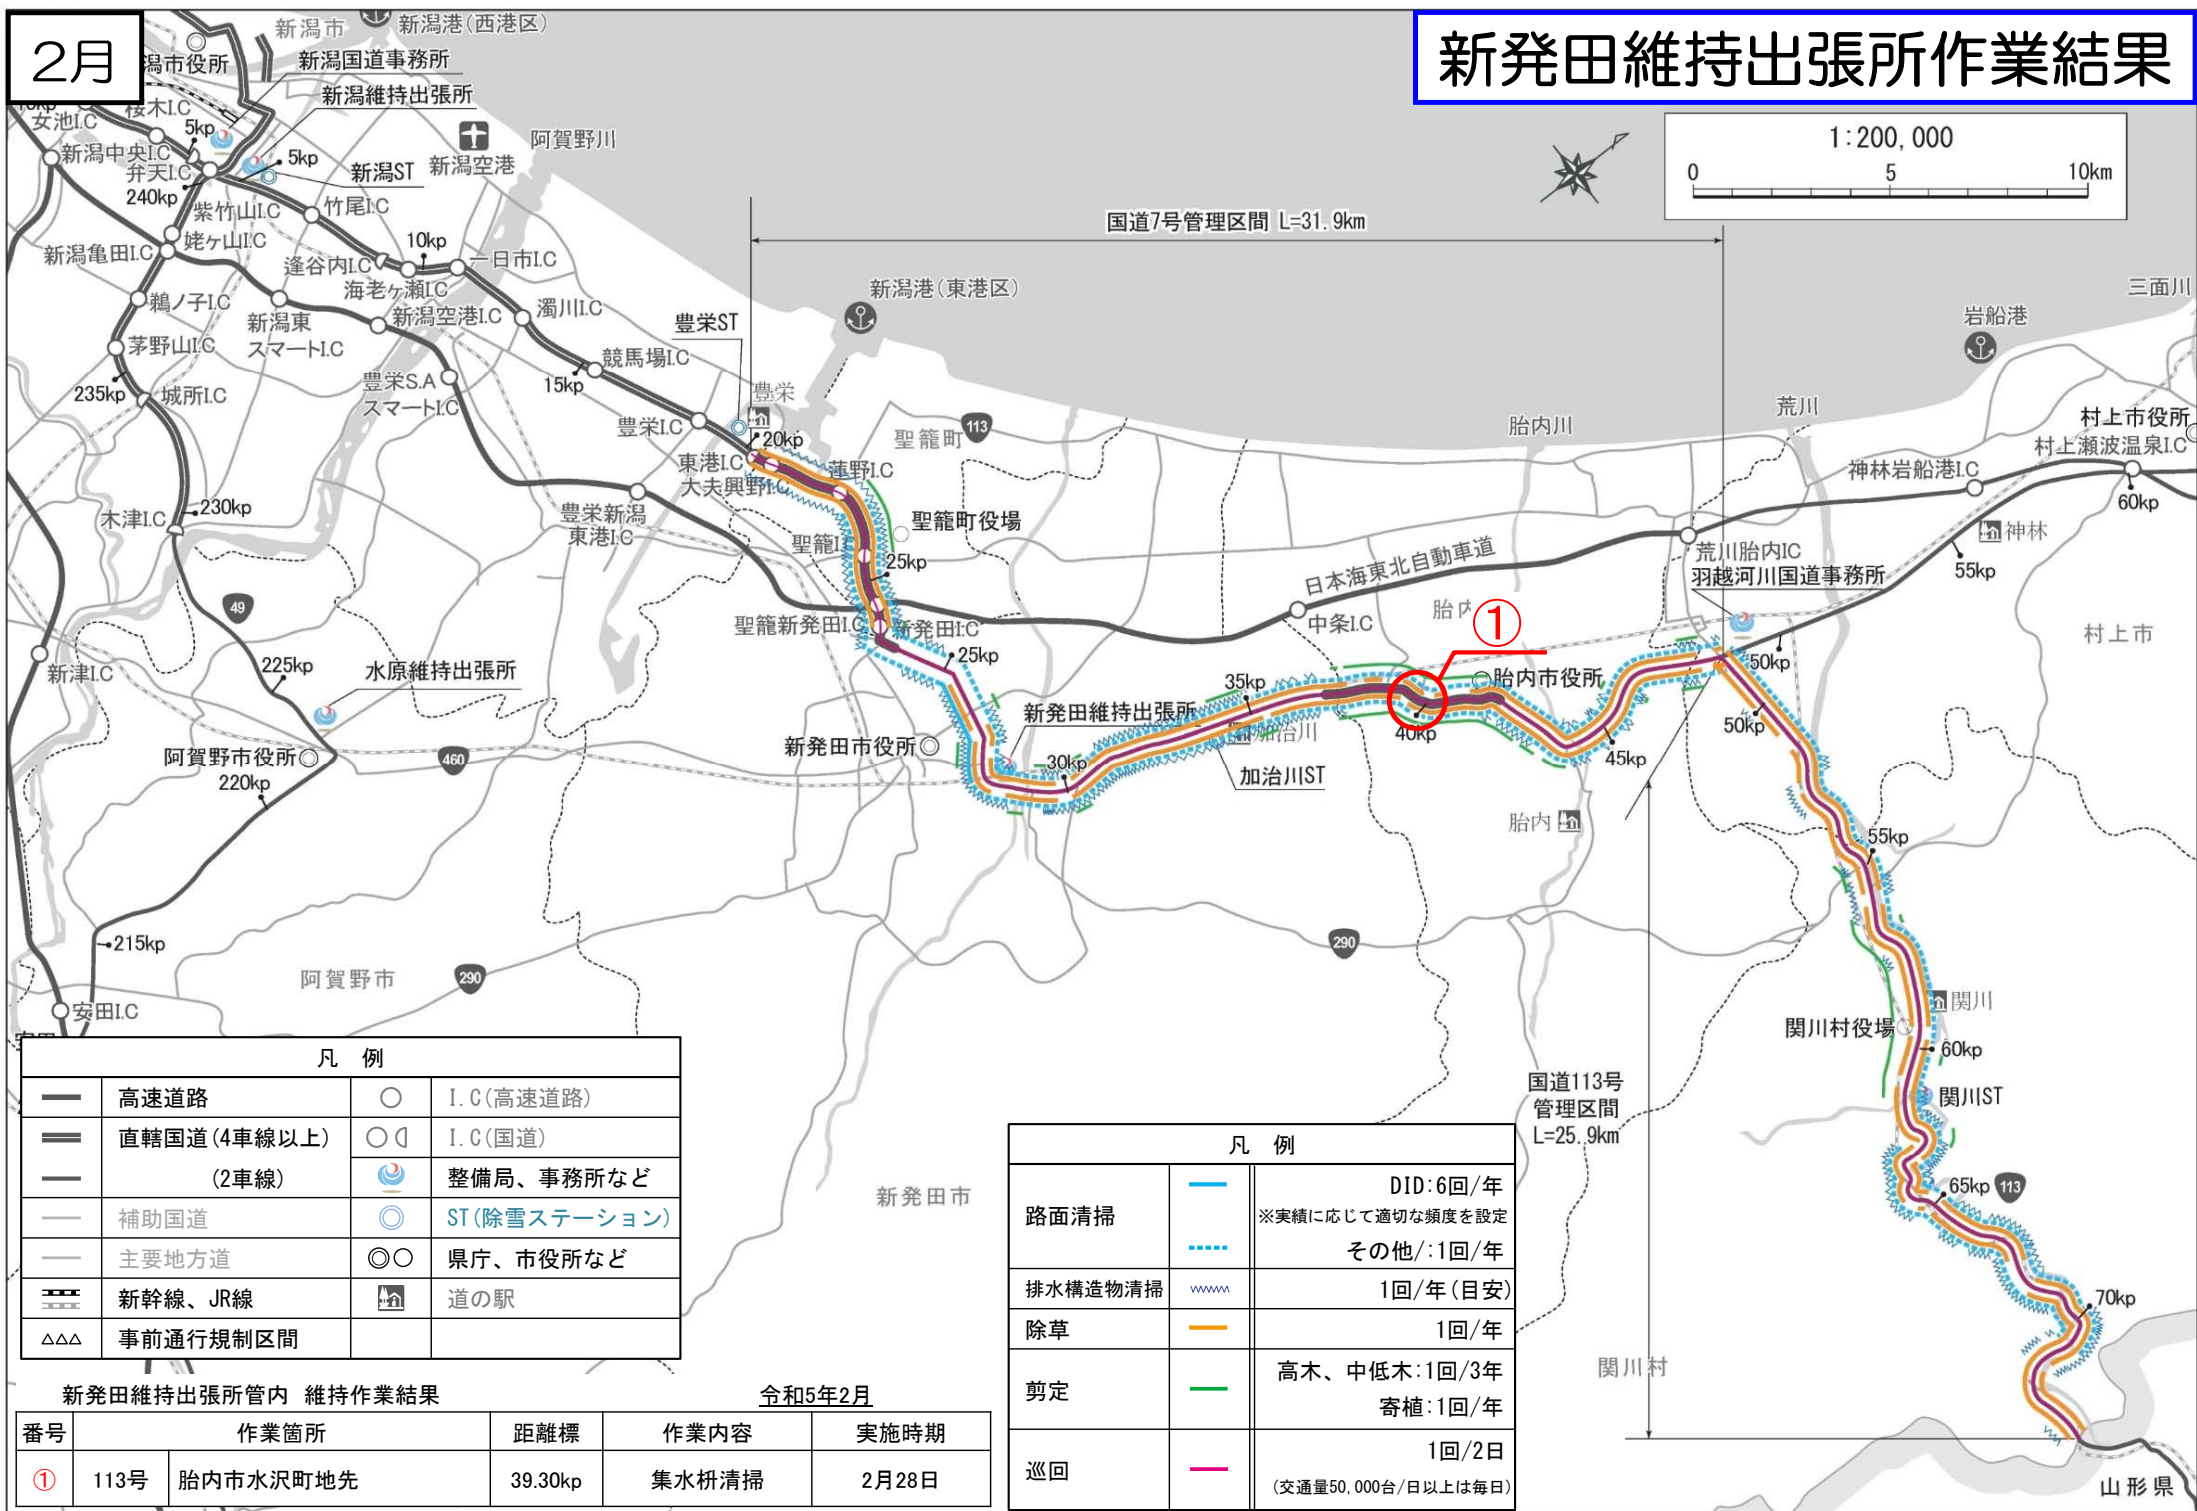 2月
新発田維持出張所作業結果
1:200,000
0
5
10km
新潟市
新潟港(西港区)
潟市役所
新潟国道事務所
新潟維持出張所
桜木I.C
女池I.C
5kp
新潟中央I.C
弁天I.C
5kp
新潟ST
新潟空港
阿賀野川
240kp
紫竹山I.C
竹尾I.C
姥ヶ山I.C
新潟亀田I.C
逢谷内I.C
10kp
一日市I.C
海老ヶ瀬I.C
鵜ノ子I.C
新潟東
スマートI.C
新潟空港I.C
濁川I.C
茅野山I.C
235kp
城所I.C
豊栄S.A
スマートI.C
15kp
競馬場I.C
豊栄ST
新潟港(東港区)
国道7号管理区間 L=31.9km
豊栄
豊栄I.C
20kp
東港I.C
大夫興野I.C
蓮野I.C
聖籠町
113
聖籠町役場
木津I.C
230kp
豊栄新潟
東港I.C
聖籠I.
25kp
49
聖籠新発田I.C
新発田I.C
25kp
新津I.C
225kp
水原維持出張所
阿賀野市役所
220kp
460
新発田市役所
新発田維持出張所
30kp
35kp
加治川
加治川ST
日本海東北自動車道
中条I.C
胎内
①
胎内市役所
40kp
45kp
胎内川
荒川
岩船港
三面川
村上市役所
村上瀬波温泉I.C
神林岩船港I.C
60kp
神林
荒川胎内IC
55kp
羽越河川国道事務所
村上市
50kp
50kp
胎内
55kp
290
290
215kp
阿賀野市
安田I.C
関川
関川村役場
60kp
関川ST
国道113号
管理区間
L=25.9km
65kp
113
70kp
新発田市
関川村
山形県
凡 例
高速道路
I.C(高速道路)
直轄国道(4車線以上)
I.C(国道)
(2車線)
整備局、事務所など
補助国道
ST(除雪ステーション)
主要地方道
県庁、市役所など
新幹線、JR線
道の駅
事前通行規制区間
凡 例
路面清掃
DID:6回/年
※実績に応じて適切な頻度を設定
その他/:1回/年
排水構造物清掃
1回/年(目安)
除草
1回/年
剪定
高木、中低木:1回/3年
寄植:1回/年
巡回
1回/2日
(交通量50,000台/日以上は毎日)
新発田維持出張所管内 維持作業結果
令和5年2月
番号 作業箇所 距離標 作業内容 実施時期
① 113号 胎内市水沢町地先 39.30kp 集水枡清掃 2月28日